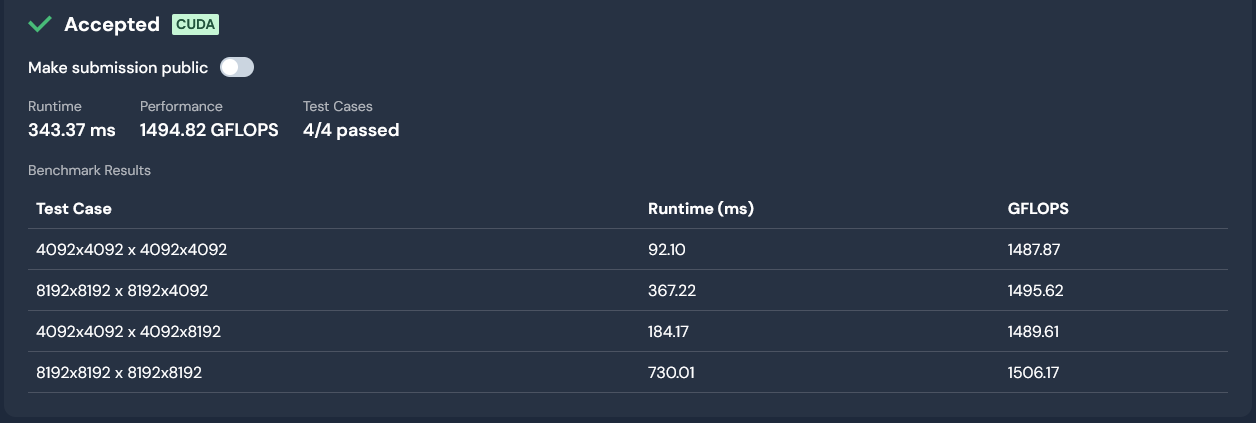 Accepted CUDA
Make submission public
Runtime Performance Test Cases
343.37 ms 1494.82 GFLOPS 4/4 passed
Benchmark Results
Test Case Runtime (ms) GFLOPS
4092x4092 x 4092x4092 92.10 1487.87
8192x8192 x 8192x4092 367.22 1495.62
4092x4092 x 4092x8192 184.17 1489.61
8192x8192 x 8192x8192 730.01 1506.17